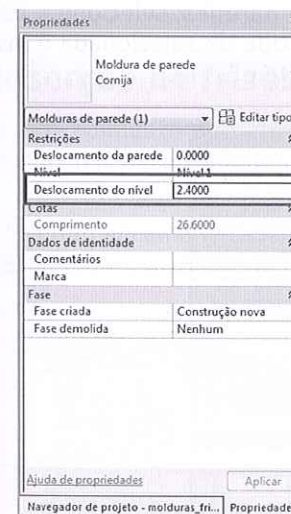 Propriedades
Moldura de parede
Cornija
Molduras de parede (1) Editar tipo
Restrições
Deslocamento da parede 0.0000
Nível Nível 1
Deslocamento do nível 2.4000
Cotas
Comprimento 26.6000
Dados de identidade
Comentários
Marca
Fase
Fase criada Construção nova
Fase demolida Nenhum
Ajuda de propriedades Aplicar
Navegador de projeto - molduras_fri... Propriedade